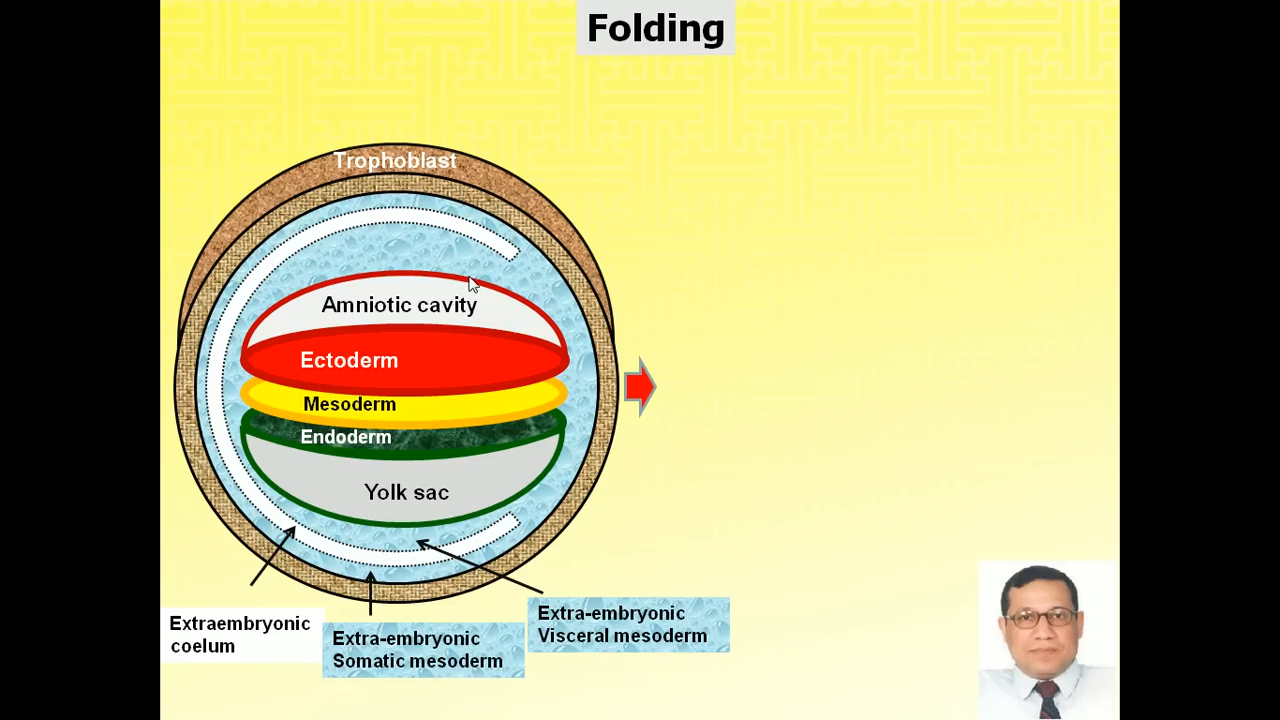 Folding
Trophoblast
Amniotic cavity
Ectoderm
Mesoderm
Endoderm
Yolk sac
Extraembryonic
coelum
Extra-embryonic
Somatic mesoderm
Extra-embryonic
Visceral mesoderm